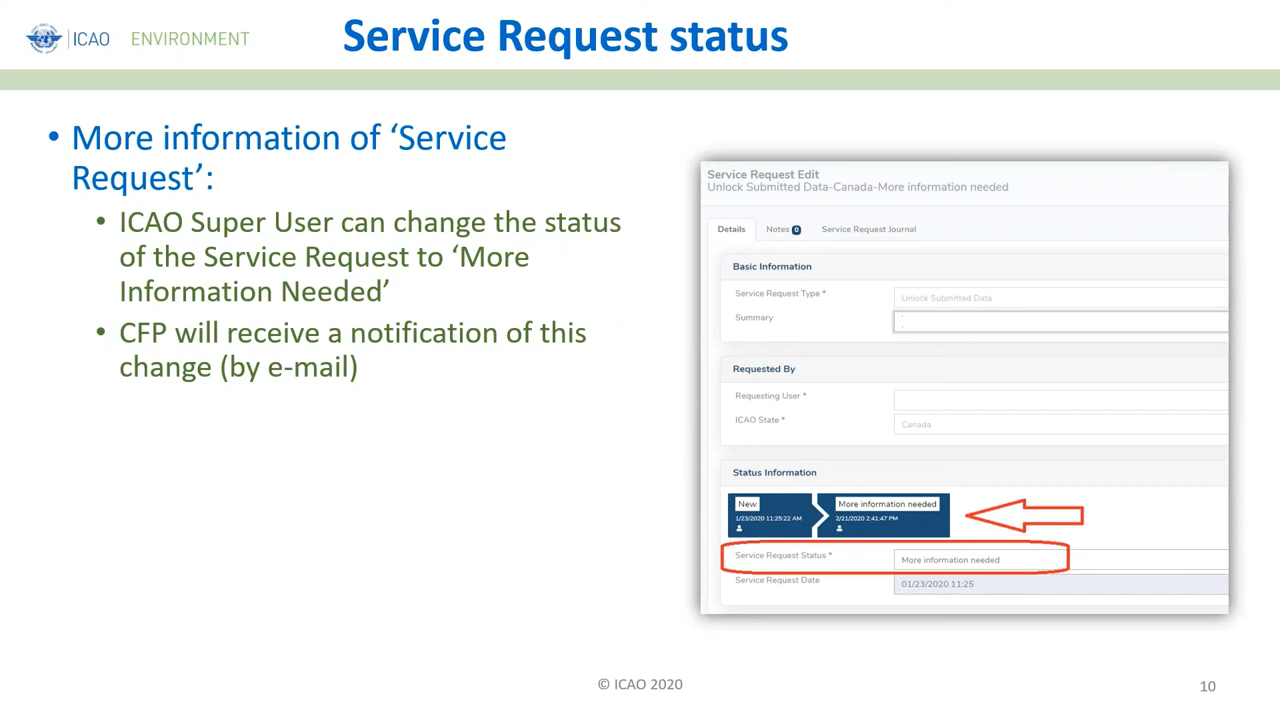 ICAO ENVIRONMENT
Service Request status
• More information of ‘Service
Request’:
• ICAO Super User can change the status
of the Service Request to ‘More
Information Needed’
• CFP will receive a notification of this
change (by e-mail)
Service Request Edit
Unlock Submitted Data-Canada-More information needed
Details Notes 0 Service Request Journal
Basic Information
Service Request Type * Unlock Submitted Data
Summary
Requested By
Requesting User *
ICAO State * Canada
Status Information
New More information needed
1/23/2020 11:25:22 AM 2/21/2020 2:41:47 PM
Service Request Status * More information needed
Service Request Date 01/23/2020 11:25
© ICAO 2020
10